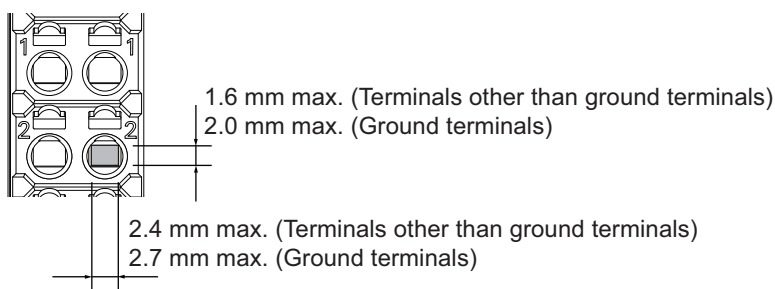 1 1
1.6 mm max. (Terminals other than ground terminals)
2 2
2.0 mm max. (Ground terminals)
2.4 mm max. (Terminals other than ground terminals)
2.7 mm max. (Ground terminals)